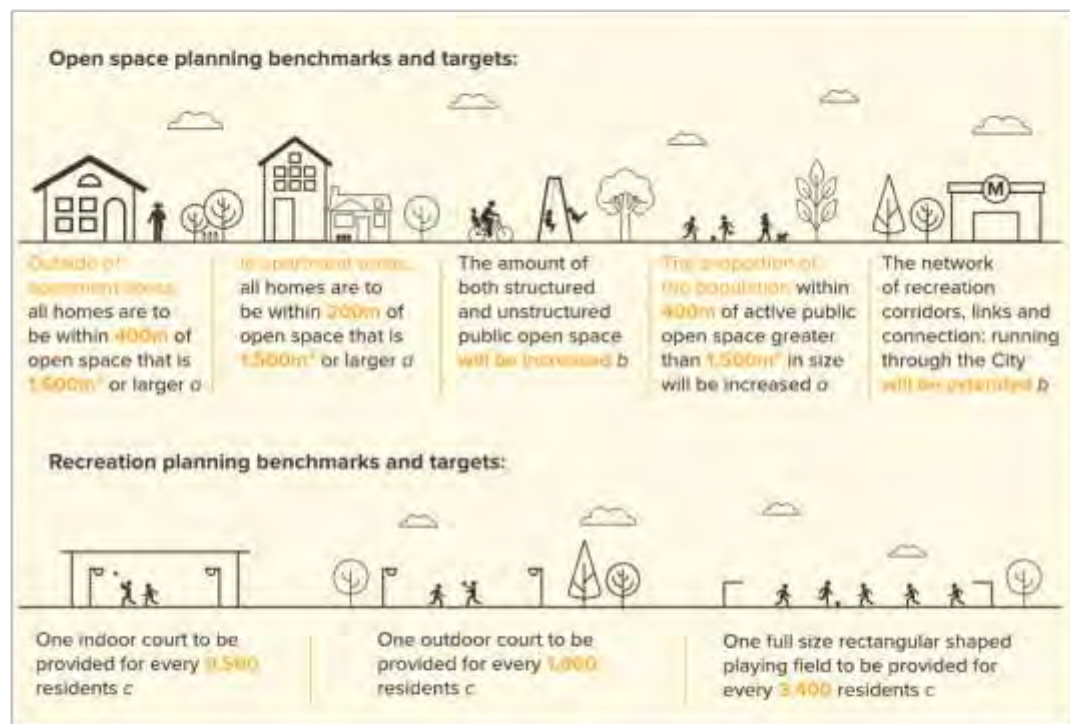 Open space planning benchmarks and targets:
M
Outside of
apartment areas,
all homes are to
be within 400m of
open space that is
1,500m² or larger a
In apartment areas,
all homes are to
be within 200m of
open space that is
1,500m² or larger a
The amount of
both structured
and unstructured
public open space
will be increased b
The proportion of
the population within
400m of active public
open space greater
than 1,500m² in size
will be increased a
The network
of recreation
corridors, links and
connection: running
through the City
will be extended b
Recreation planning benchmarks and targets:
One indoor court to be
provided for every
residents c
One outdoor court to be
provided for every
residents c
One full size rectangular shaped
playing field to be provided for
every 3,400 residents c